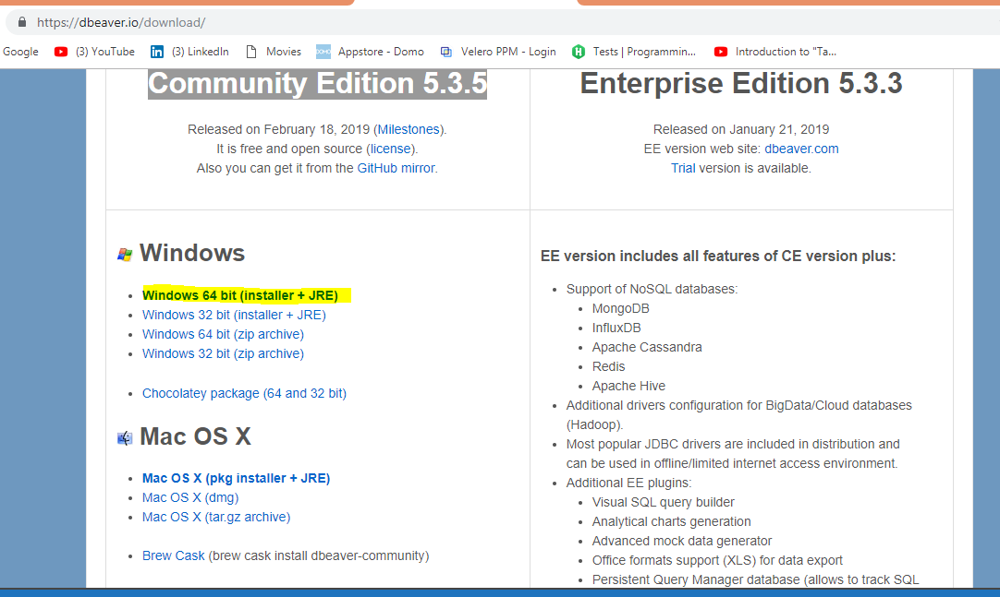 https://dbeaver.io/download/
Google (3) YouTube (3) LinkedIn Movies Appstore - Domo Velero PPM - Login Tests | Programmin... Introduction to "Ta...
Community Edition 5.3.5
Released on February 18, 2019 (Milestones).
It is free and open source (license).
Also you can get it from the GitHub mirror.
Windows
Windows 64 bit (installer + JRE)
Windows 32 bit (installer + JRE)
Windows 64 bit (zip archive)
Windows 32 bit (zip archive)
Chocolatey package (64 and 32 bit)
Mac OS X
Mac OS X (pkg installer + JRE)
Mac OS X (dmg)
Mac OS X (tar.gz archive)
Brew Cask (brew cask install dbeaver-community)
Enterprise Edition 5.3.3
Released on January 21, 2019
EE version web site: dbeaver.com
Trial version is available.
EE version includes all features of CE version plus:
Support of NoSQL databases:
MongoDB
InfluxDB
Apache Cassandra
Redis
Apache Hive
Additional drivers configuration for BigData/Cloud databases
(Hadoop).
Most popular JDBC drivers are included in distribution and
can be used in offline/limited internet access environment.
Additional EE plugins:
Visual SQL query builder
Analytical charts generation
Advanced mock data generator
Office formats support (XLS) for data export
Persistent Query Manager database (allows to track SQL